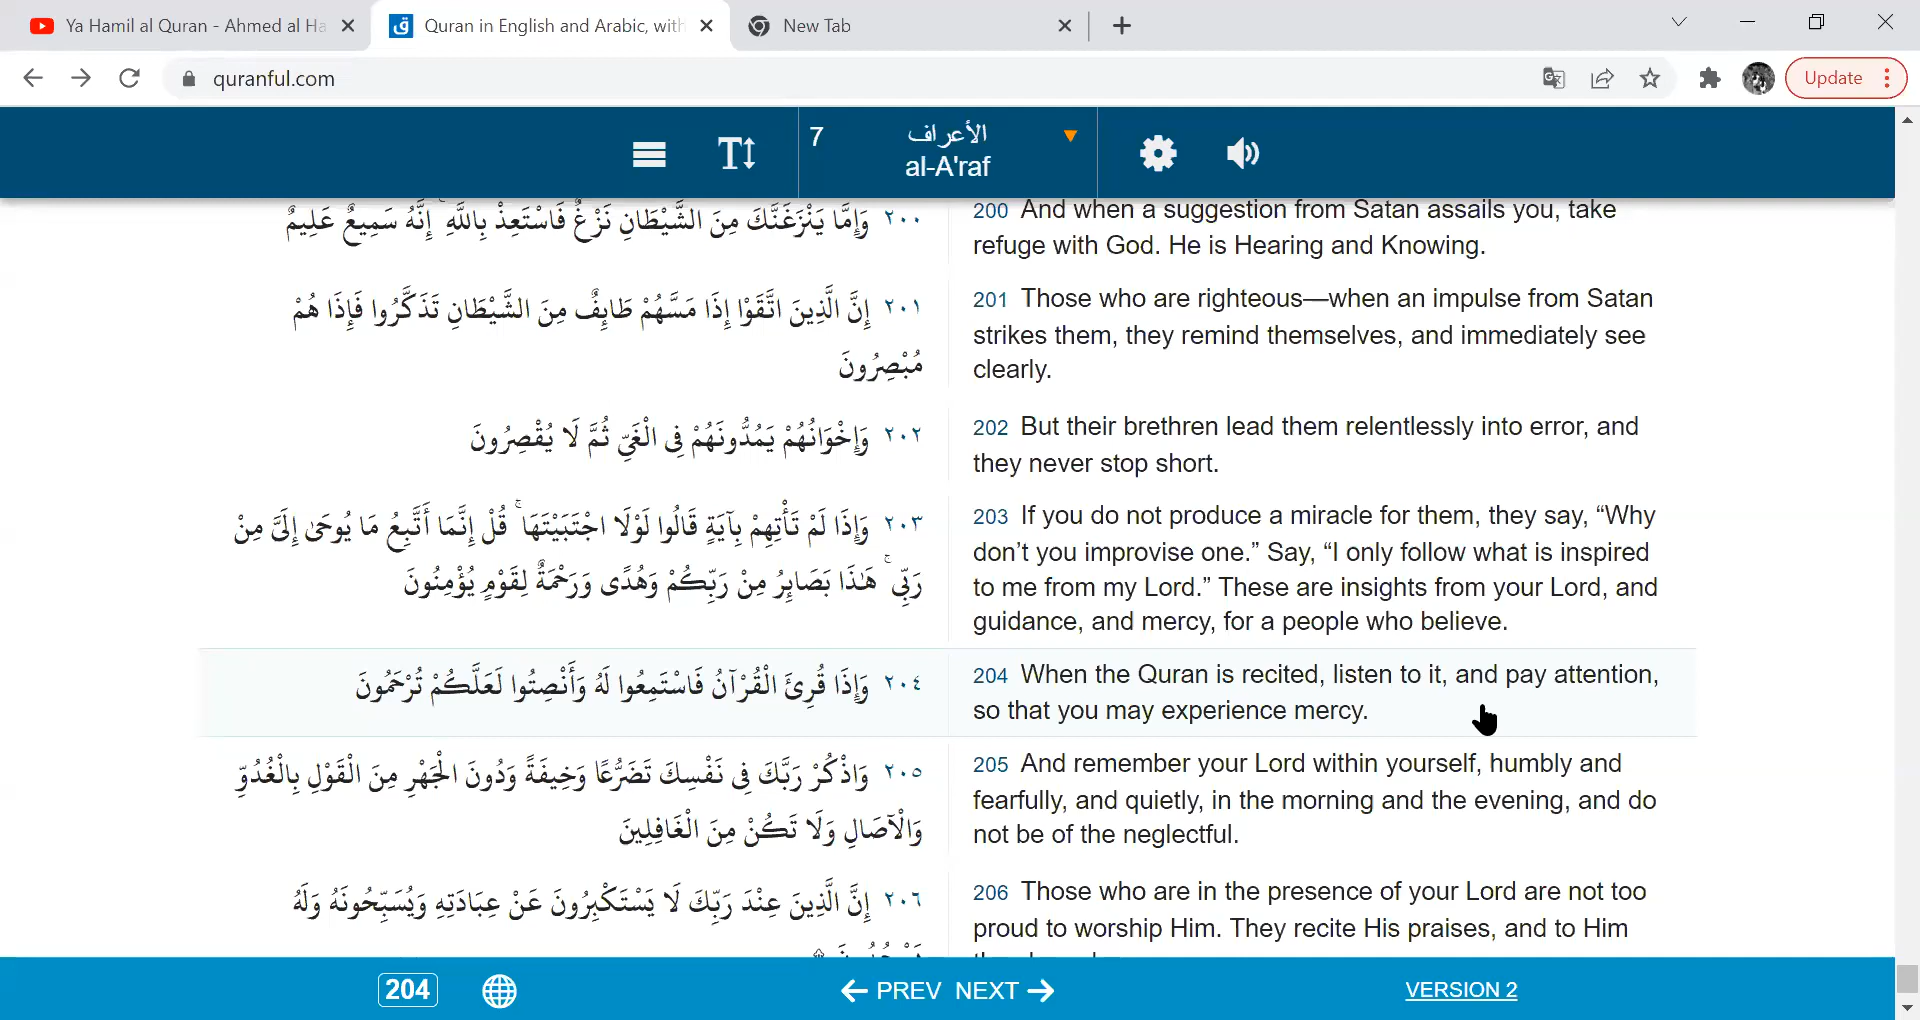 Ya Hamil al Quran - Ahmed al Ha
Quran in English and Arabic, with
New Tab
quranful.com
Update
7
الأعراف
al-A'raf
٢٠٠ وَإِمَّا يَنْزَغَنَّكَ مِنَ الشَّيْطَانِ نَزْغٌ فَاسْتَعِذْ بِاللَّهِ ۚ إِنَّهُ سَمِيعٌ عَلِيمٌ
200 And when a suggestion from Satan assails you, take
refuge with God. He is Hearing and Knowing.
٢٠١ إِنَّ الَّذِينَ اتَّقَوْا إِذَا مَسَّهُمْ طَائِفٌ مِنَ الشَّيْطَانِ تَذَكَّرُوا فَإِذَا هُمْ
مُبْصِرُونَ
201 Those who are righteous—when an impulse from Satan
strikes them, they remind themselves, and immediately see
clearly.
٢٠٢ وَإِخْوَانُهُمْ يَمُدُّونَهُمْ فِي الْغَيِّ ثُمَّ لَا يُقْصِرُونَ
202 But their brethren lead them relentlessly into error, and
they never stop short.
٢٠٣ وَإِذَا لَمْ تَأْتِهِمْ بِآيَةٍ قَالُوا لَوْلَا اجْتَبَيْتَهَا ۚ قُلْ إِنَّمَا أَتَّبِعُ مَا يُوحَىٰ إِلَيَّ مِنْ
رَبِّي ۚ هَٰذَا بَصَائِرُ مِنْ رَبِّكُمْ وَهُدًى وَرَحْمَةٌ لِقَوْمٍ يُؤْمِنُونَ
203 If you do not produce a miracle for them, they say, “Why
don’t you improvise one.” Say, “I only follow what is inspired
to me from my Lord.” These are insights from your Lord, and
guidance, and mercy, for a people who believe.
٢٠٤ وَإِذَا قُرِئَ الْقُرْآنُ فَاسْتَمِعُوا لَهُ وَأَنْصِتُوا لَعَلَّكُمْ تُرْحَمُونَ
204 When the Quran is recited, listen to it, and pay attention,
so that you may experience mercy.
٢٠٥ وَاذْكُرْ رَبَّكَ فِي نَفْسِكَ تَضَرُّعًا وَخِيفَةً وَدُونَ الْجَهْرِ مِنَ الْقَوْلِ بِالْغُدُوِّ
وَالْآصَالِ وَلَا تَكُنْ مِنَ الْغَافِلِينَ
205 And remember your Lord within yourself, humbly and
fearfully, and quietly, in the morning and the evening, and do
not be of the neglectful.
٢٠٦ إِنَّ الَّذِينَ عِنْدَ رَبِّكَ لَا يَسْتَكْبِرُونَ عَنْ عِبَادَتِهِ وَيُسَبِّحُونَهُ وَلَهُ
206 Those who are in the presence of your Lord are not too
proud to worship Him. They recite His praises, and to Him
204
PREV NEXT
VERSION 2